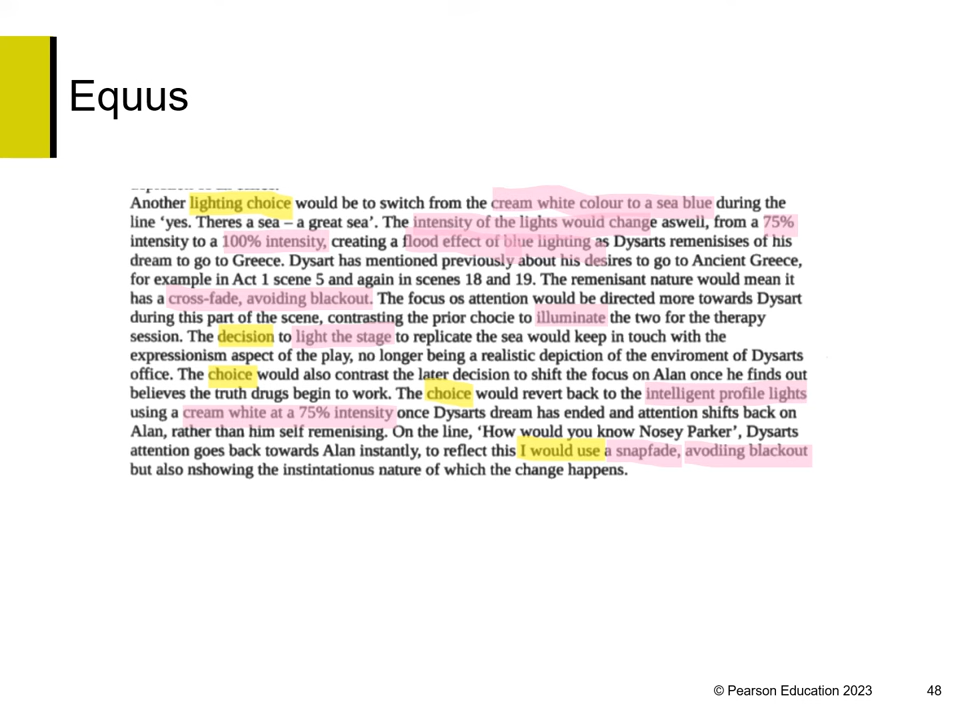 Equus
Another lighting choice would be to switch from the cream white colour to a sea blue during the
line ‘yes. Theres a sea – a great sea’. The intensity of the lights would change aswell, from a 75%
intensity to a 100% intensity, creating a flood effect of blue lighting as Dysarts remenisises of his
dream to go to Greece. Dysart has mentioned previously about his desires to go to Ancient Greece,
for example in Act 1 scene 5 and again in scenes 18 and 19. The remenisant nature would mean it
has a cross-fade, avoiding blackout. The focus os attention would be directed more towards Dysart
during this part of the scene, contrasting the prior chocie to illuminate the two for the therapy
session. The decision to light the stage to replicate the sea would keep in touch with the
expressionism aspect of the play, no longer being a realistic depiction of the enviroment of Dysarts
office. The choice would also contrast the later decision to shift the focus on Alan once he finds out
believes the truth drugs begin to work. The choice would revert back to the intelligent profile lights
using a cream white at a 75% intensity once Dysarts dream has ended and attention shifts back on
Alan, rather than him self remenising. On the line, ‘How would you know Nosey Parker’, Dysarts
attention goes back towards Alan instantly, to reflect this I would use a snapfade, avodiing blackout
but also nshowing the instintationus nature of which the change happens.
© Pearson Education 2023
48